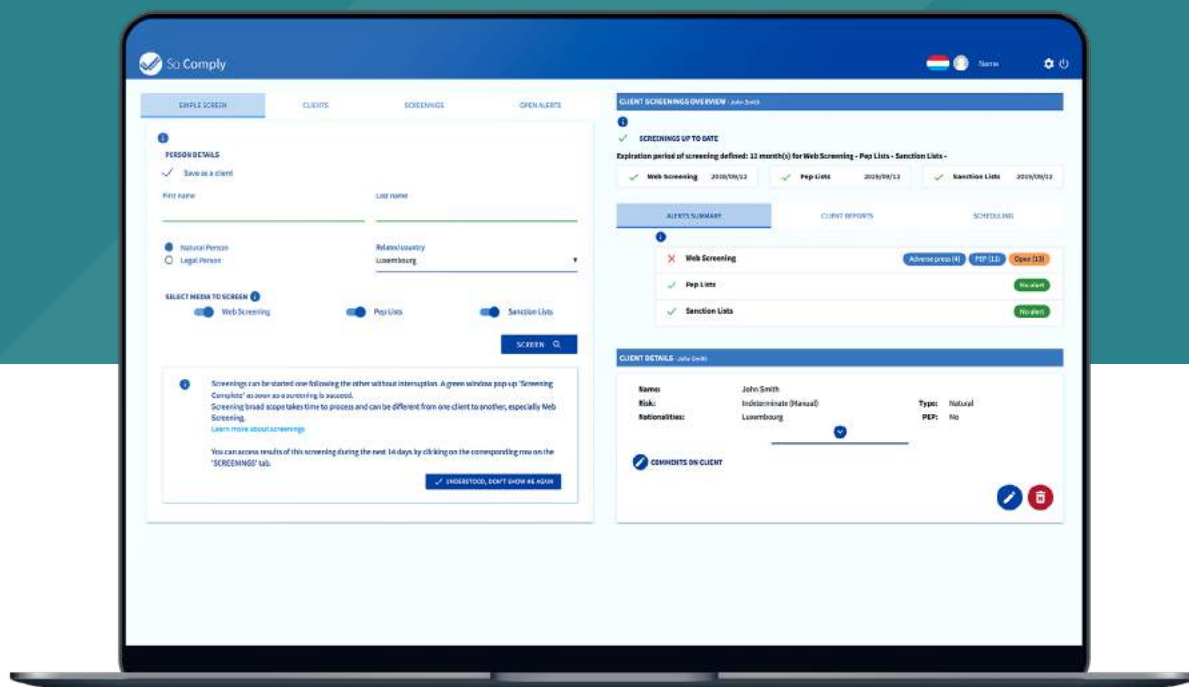 So Comply
Name
SIMPLE SCREEN
CLIENTS
SCREENINGS
OPEN ALERTS
PERSON DETAILS
Save as a client
First name
Last name
Natural Person
Legal Person
Related country
Luxembourg
SELECT MEDIA TO SCREEN
Web Screening
Pep Lists
Sanction Lists
SCREEN
Screenings can be started one following the other without interruption. A green window pop-up 'Screening
Complete' as soon as a screening is succeed.
Screening broad scope takes time to process and can be different from one client to another, especially Web
Screening.
Learn more about screenings
You can access results of this screening during the next 14 days by clicking on the corresponding row on the
'SCREENINGS' tab.
UNDERSTOOD, DON'T SHOW ME AGAIN
CLIENT SCREENINGS OVERVIEW - John Smith
SCREENINGS UP TO DATE
Expiration period of screening defined: 12 month(s) for Web Screening - Pep Lists - Sanction Lists -
Web Screening 2019/09/12
Pep Lists 2019/09/12
Sanction Lists 2019/09/12
ALERTS SUMMARY
CLIENT REPORTS
SCHEDULING
Web Screening Adverse press (4) PEP (11) Open (13)
Pep Lists No alert
Sanction Lists No alert
CLIENT DETAILS - John Smith
Name: John Smith
Risk: Indeterminate (Manual) Type: Natural
Nationalities: Luxembourg PEP: No
COMMENTS ON CLIENT